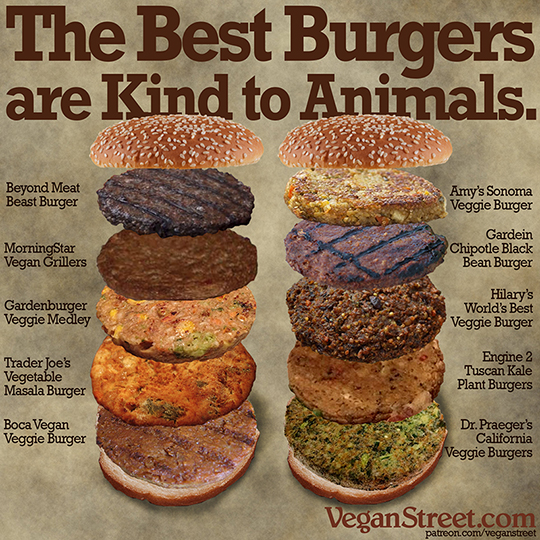 The Best Burgers
are Kind to Animals.
Beyond Meat
Beast Burger
MorningStar
Vegan Grillers
Gardenburger
Veggie Medley
Trader Joe's
Vegetable
Masala Burger
Boca Vegan
Veggie Burger
Amy's Sonoma
Veggie Burger
Gardein
Chipotle Black
Bean Burger
Hilary's
World's Best
Veggie Burger
Engine 2
Tuscan Kale
Plant Burgers
Dr. Praeger's
California
Veggie Burgers
VeganStreet.com
patreon.com/veganstreet